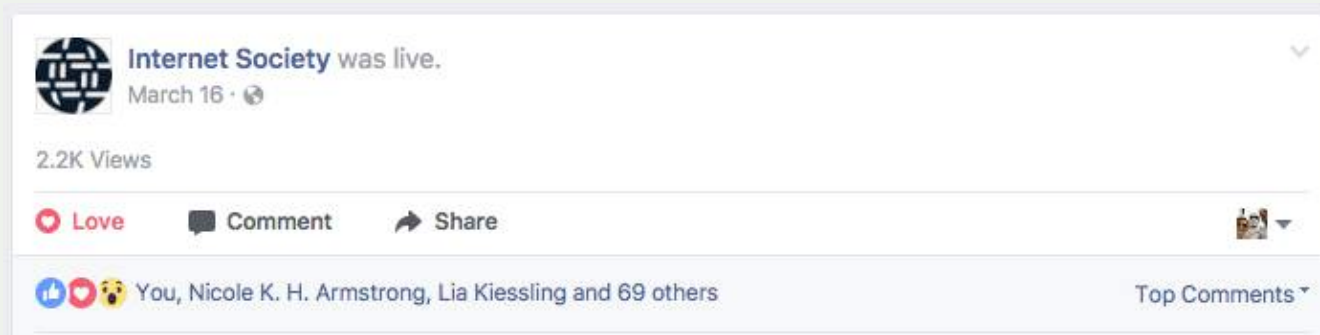 Internet Society was live.
March 16 ·
2.2K Views
Love Comment Share
You, Nicole K. H. Armstrong, Lia Kiessling and 69 others Top Comments